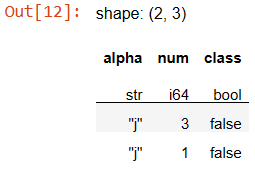 Out[12]: shape: (2, 3)
alpha num class
str i64 bool
"j" 3 false
"j" 1 false